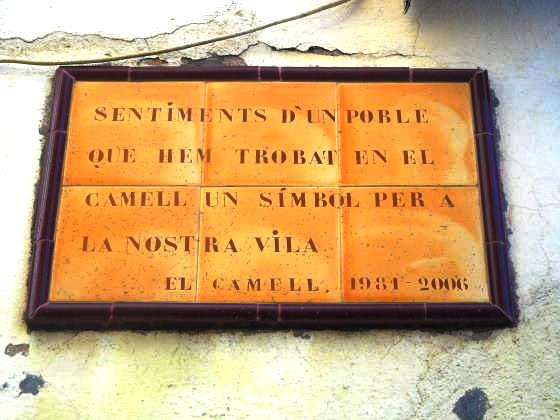 SENTIMENTS D'UN POBLE
QUE HEM TROBAT EN EL
CAMELL UN SÍMBOL PER A
LA NOSTRA VILA
EL CAMELL. 1981-2006